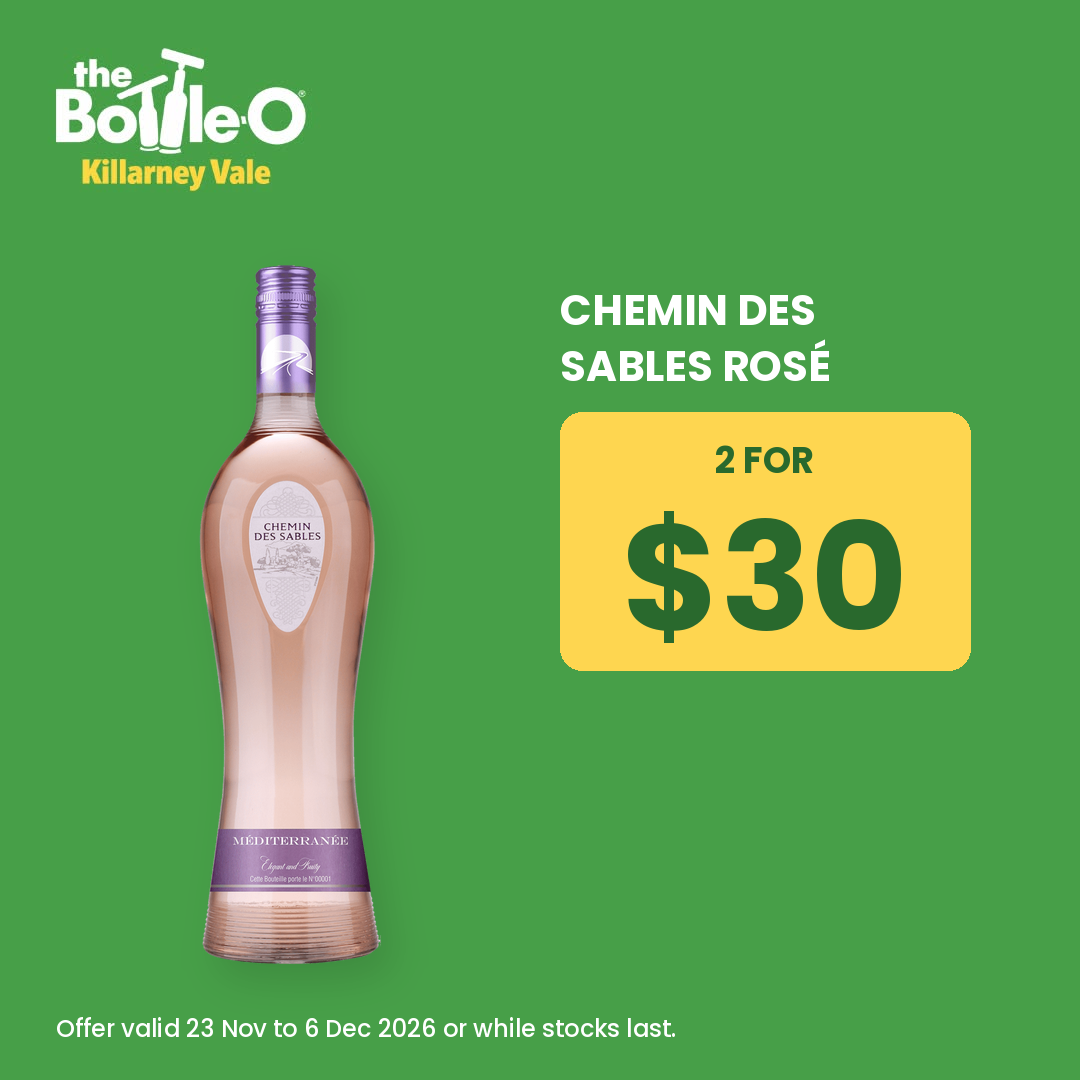 the
Bottle-O®
Killarney Vale
CHEMIN DES
SABLES ROSÉ
2 FOR
$30
CHEMIN
DES SABLES
MÉDITERRANÉE
Elegant and Fruity
Cette Bouteille porte le N°00001
Offer valid 23 Nov to 6 Dec 2026 or while stocks last.